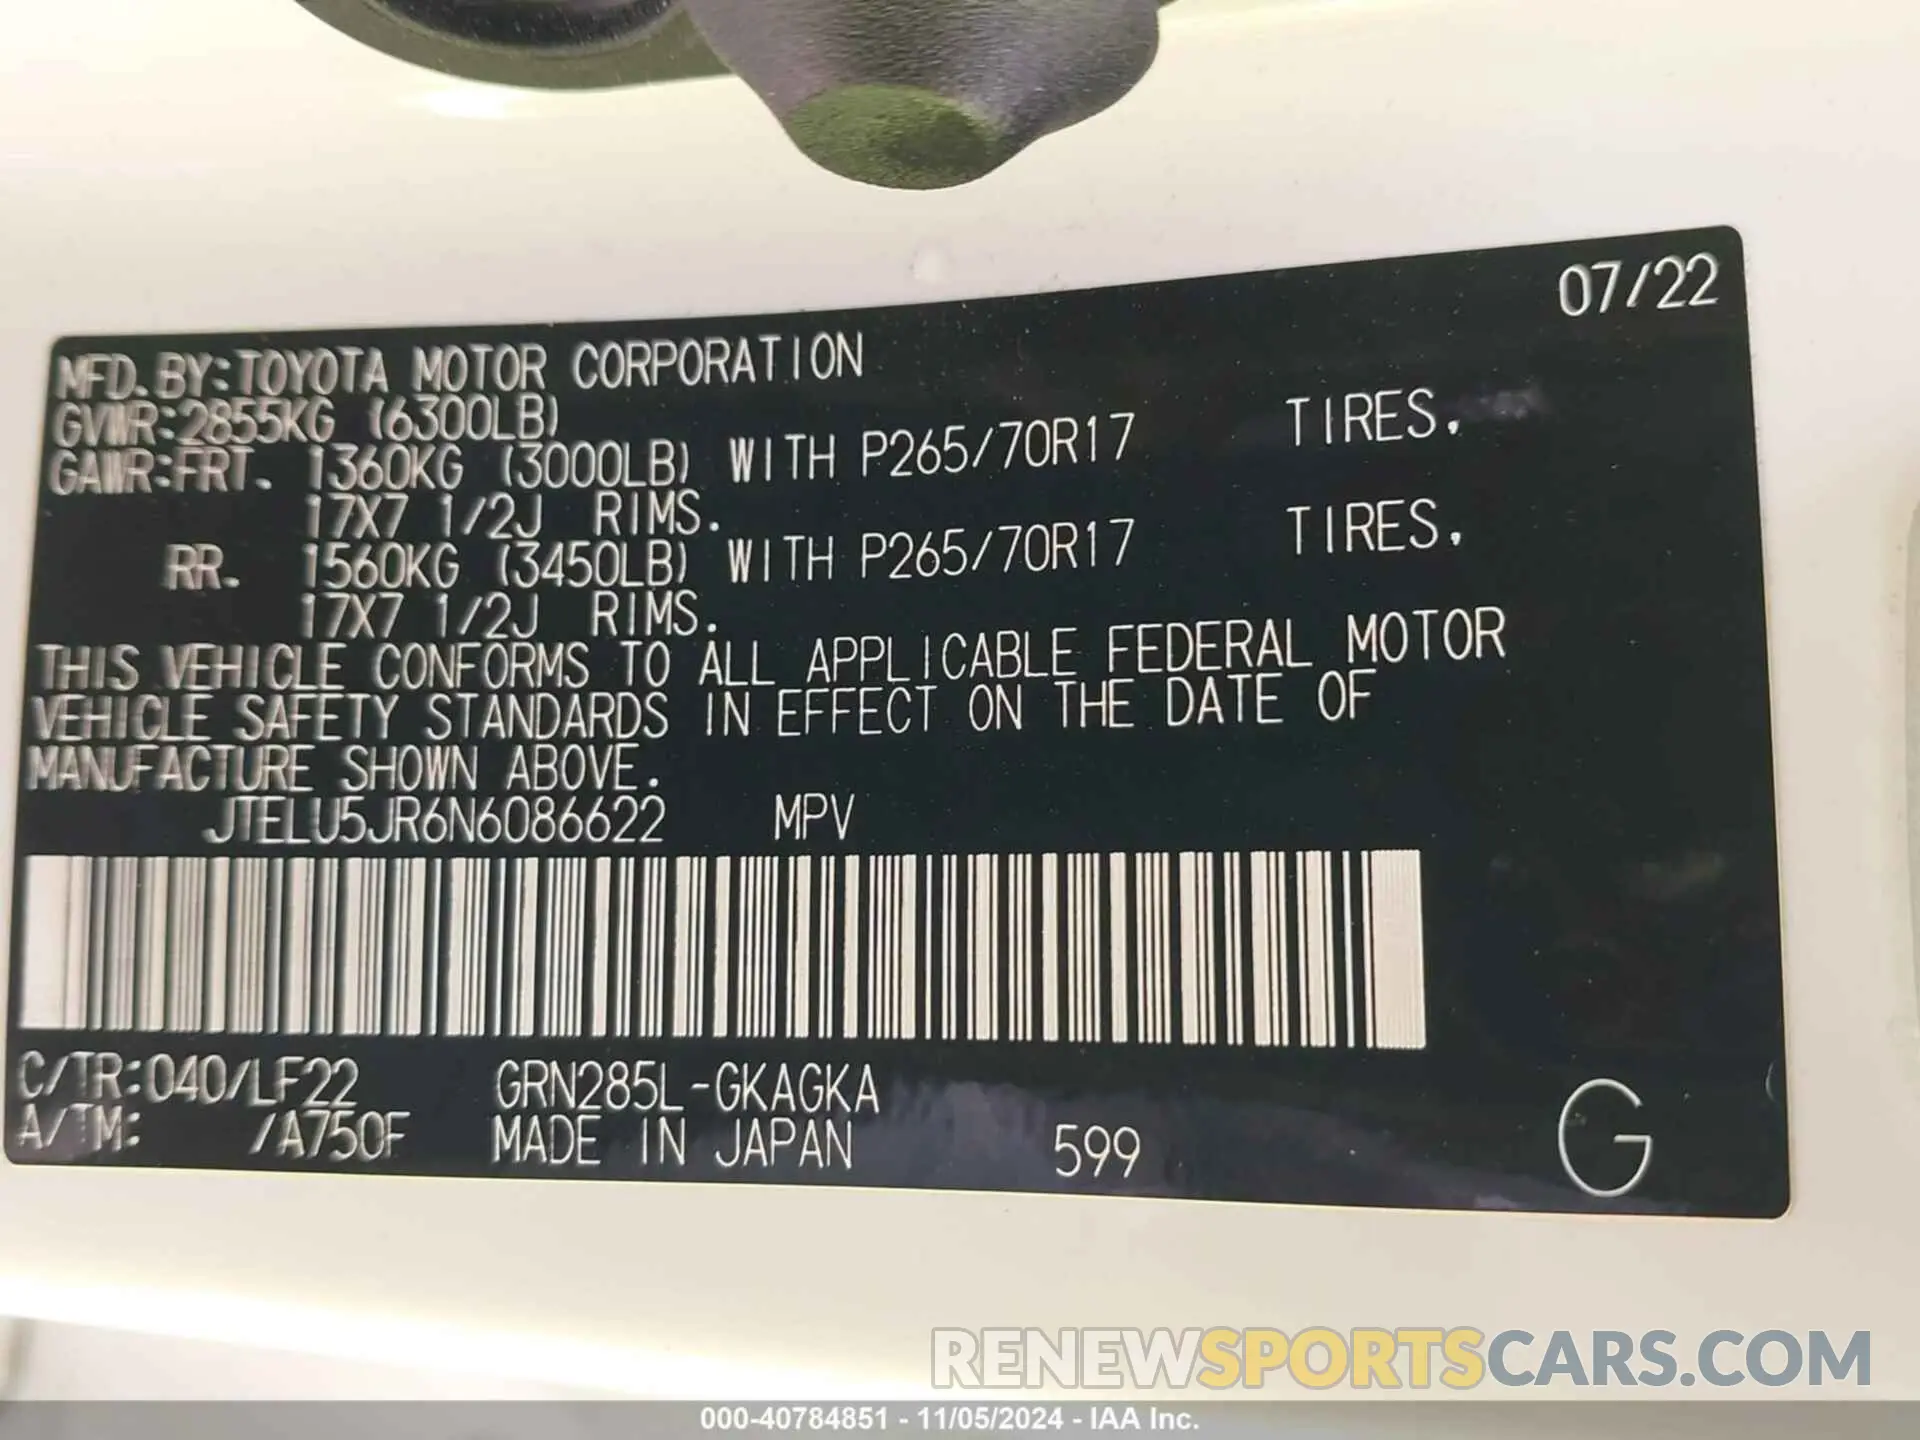 07/22
MFD.BY:TOYOTA MOTOR CORPORATION
GVWR:2855KG (6300LB)
GAWR:FRT. 1360KG (3000LB) WITH P265/70R17 TIRES.
17X7 1/2J RIMS.
RR. 1560KG (3450LB) WITH P265/70R17 TIRES.
17X7 1/2J RIMS.
THIS VEHICLE CONFORMS TO ALL APPLICABLE FEDERAL MOTOR
VEHICLE SAFETY STANDARDS IN EFFECT ON THE DATE OF
MANUFACTURE SHOWN ABOVE.
JTELU5JR6N6086622 MPV
C/TR:040/LF22 GRN285L-GKAGKA
A/TM: /A750F MADE IN JAPAN 599 G
RENEWSPORTSCARS.COM
000-40784851 - 11/05/2024 - IAA Inc.